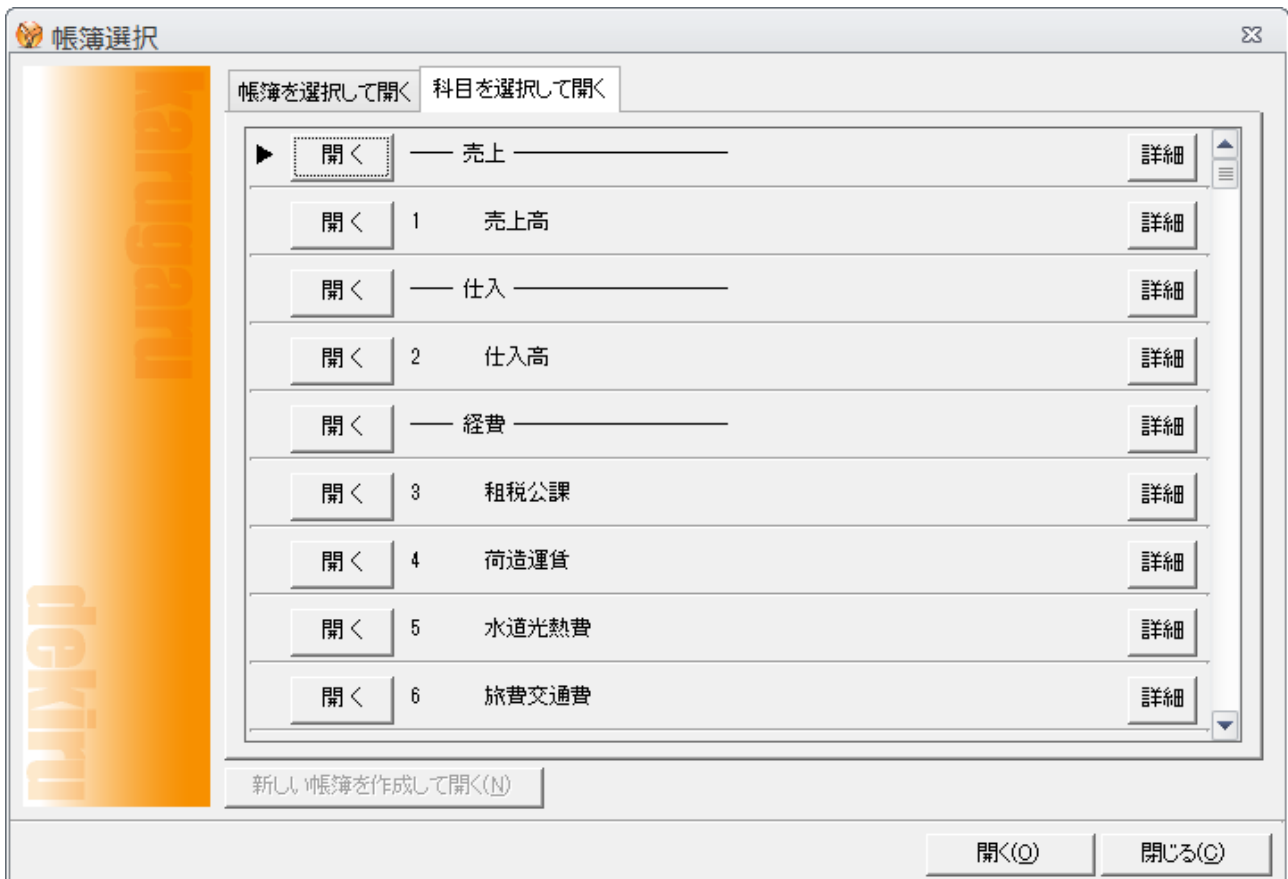 帳簿選択
karugaru
dekiru
帳簿を選択して開く 科目を選択して開く
開く 売上 詳細
開く 1 売上高 詳細
開く 仕入 詳細
開く 2 仕入高 詳細
開く 経費 詳細
開く 3 租税公課 詳細
開く 4 荷造運賃 詳細
開く 5 水道光熱費 詳細
開く 6 旅費交通費 詳細
新しい帳簿を作成して開く(N)
開く(O) 閉じる(C)